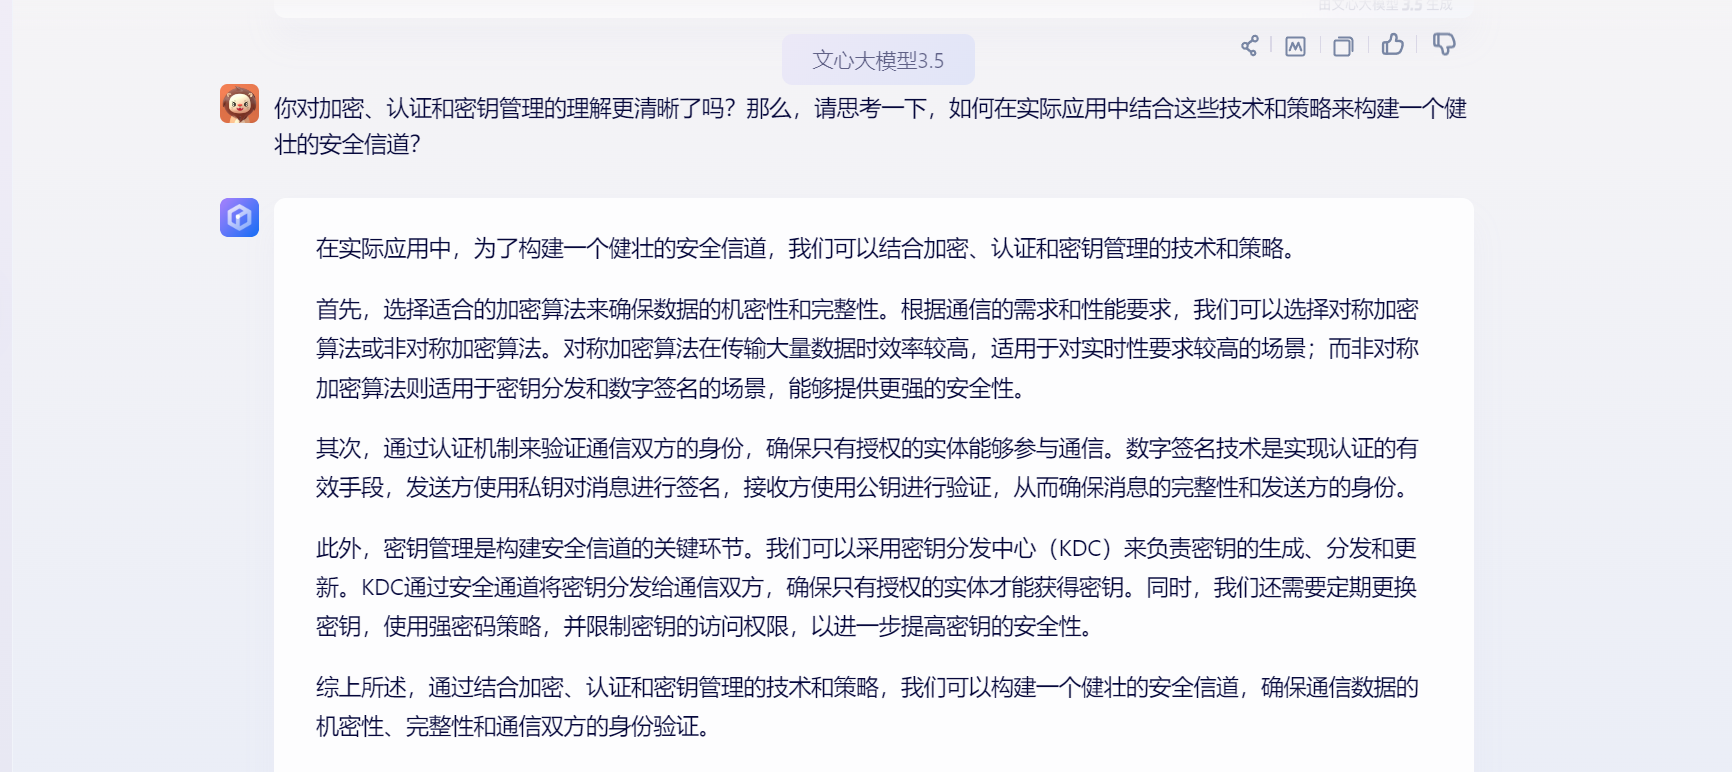 由文心大模型 3.5 生成
文心大模型3.5
你对加密、认证和密钥管理的理解更清晰了吗？那么，请思考一下，如何在实际应用中结合这些技术和策略来构建一个健
壮的安全信道？
在实际应用中，为了构建一个健壮的安全信道，我们可以结合加密、认证和密钥管理的技术和策略。
首先，选择适合的加密算法来确保数据的机密性和完整性。根据通信的需求和性能要求，我们可以选择对称加密
算法或非对称加密算法。对称加密算法在传输大量数据时效率较高，适用于对实时性要求较高的场景；而非对称
加密算法则适用于密钥分发和数字签名的场景，能够提供更强的安全性。
其次，通过认证机制来验证通信双方的身份，确保只有授权的实体能够参与通信。数字签名技术是实现认证的有
效手段，发送方使用私钥对消息进行签名，接收方使用公钥进行验证，从而确保消息的完整性和发送方的身份。
此外，密钥管理是构建安全信道的关键环节。我们可以采用密钥分发中心（KDC）来负责密钥的生成、分发和更
新。KDC通过安全通道将密钥分发给通信双方，确保只有授权的实体才能获得密钥。同时，我们还需要定期更换
密钥，使用强密码策略，并限制密钥的访问权限，以进一步提高密钥的安全性。
综上所述，通过结合加密、认证和密钥管理的技术和策略，我们可以构建一个健壮的安全信道，确保通信数据的
机密性、完整性和通信双方的身份验证。